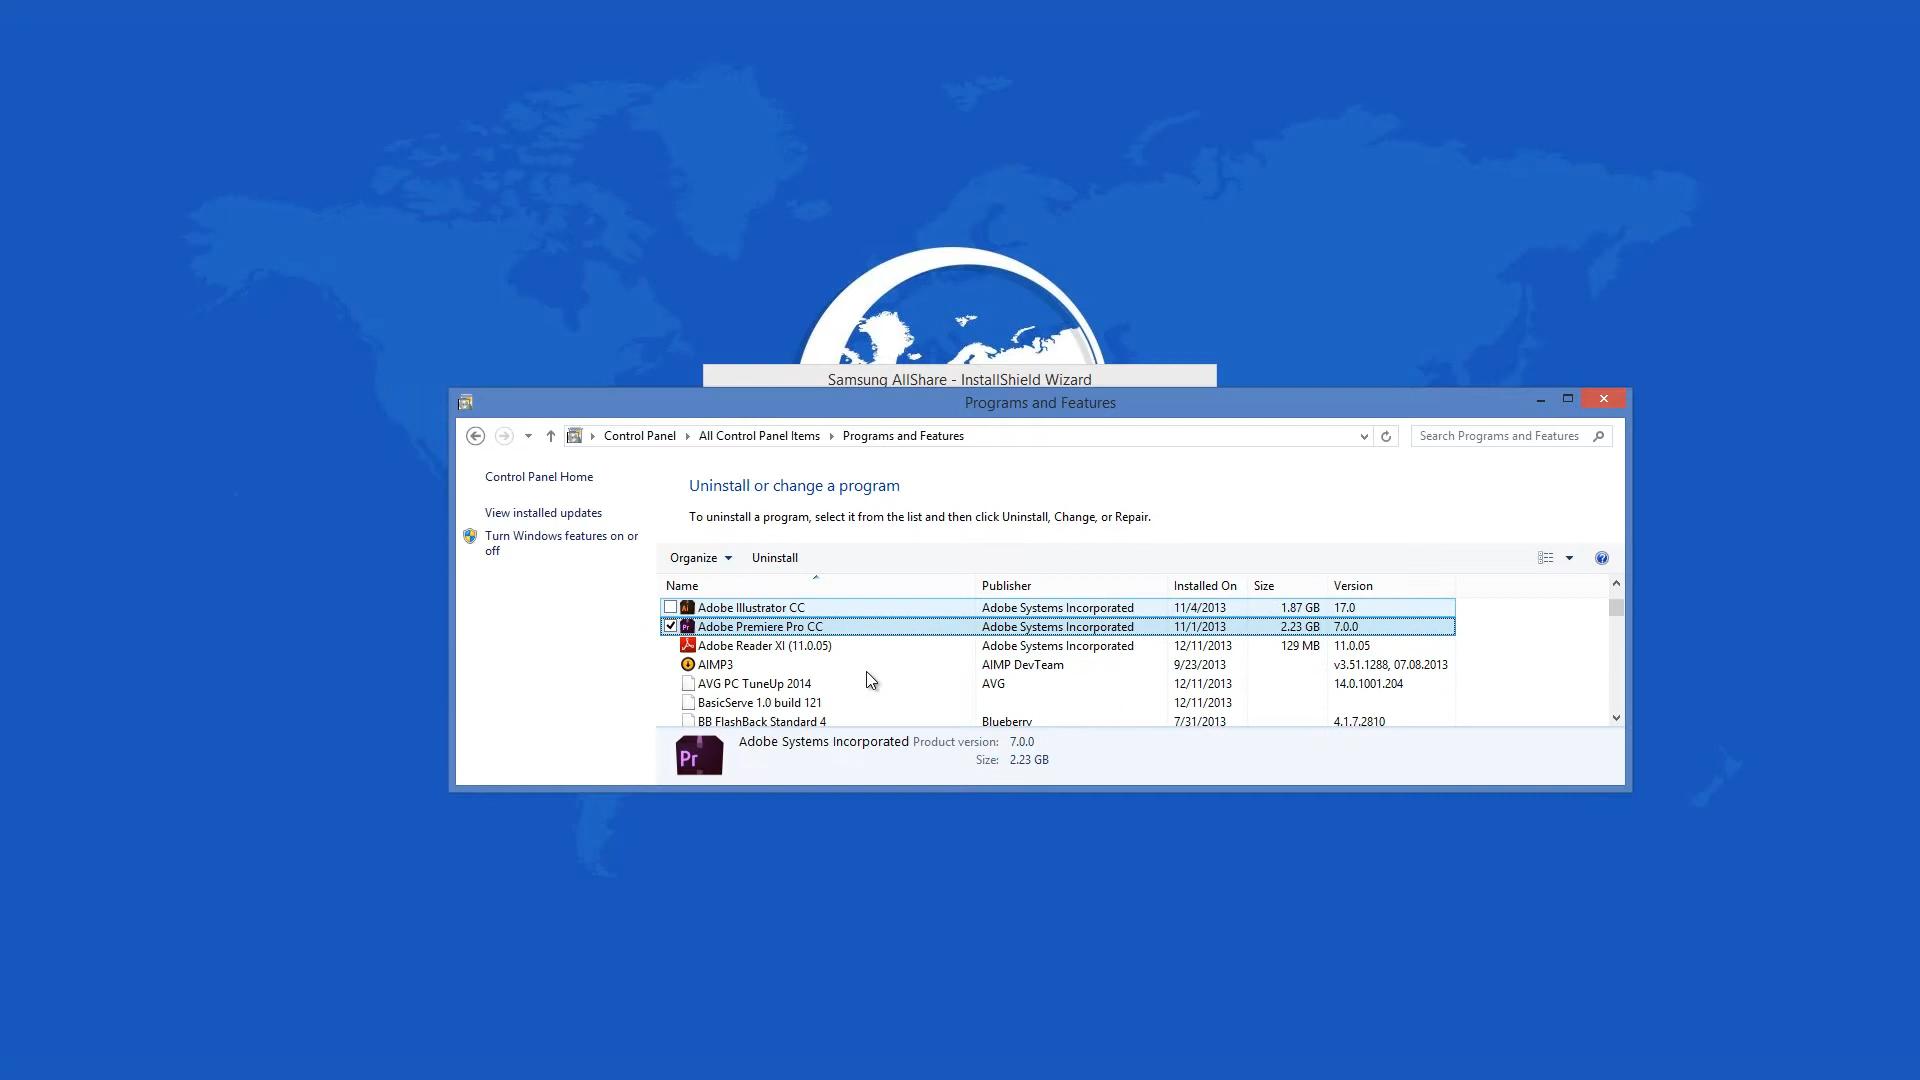 Samsung AllShare - InstallShield Wizard
Programs and Features
Control Panel All Control Panel Items Programs and Features Search Programs and Features
Control Panel Home
Uninstall or change a program
View installed updates
To uninstall a program, select it from the list and then click Uninstall, Change, or Repair.
Turn Windows features on or
off
Organize Uninstall
Name Publisher Installed On Size Version
Ai Adobe Illustrator CC Adobe Systems Incorporated 11/4/2013 1.87 GB 17.0
Pr Adobe Premiere Pro CC Adobe Systems Incorporated 11/1/2013 2.23 GB 7.0.0
Adobe Reader XI (11.0.05) Adobe Systems Incorporated 12/11/2013 129 MB 11.0.05
AIMP3 AIMP DevTeam 9/23/2013 v3.51.1288, 07.08.2013
AVG PC TuneUp 2014 AVG 12/11/2013 14.0.1001.204
BasicServe 1.0 build 121 12/11/2013
BB FlashBack Standard 4 Blueberry 7/31/2013 4.1.7.2810
Pr Adobe Systems Incorporated Product version: 7.0.0
Size: 2.23 GB